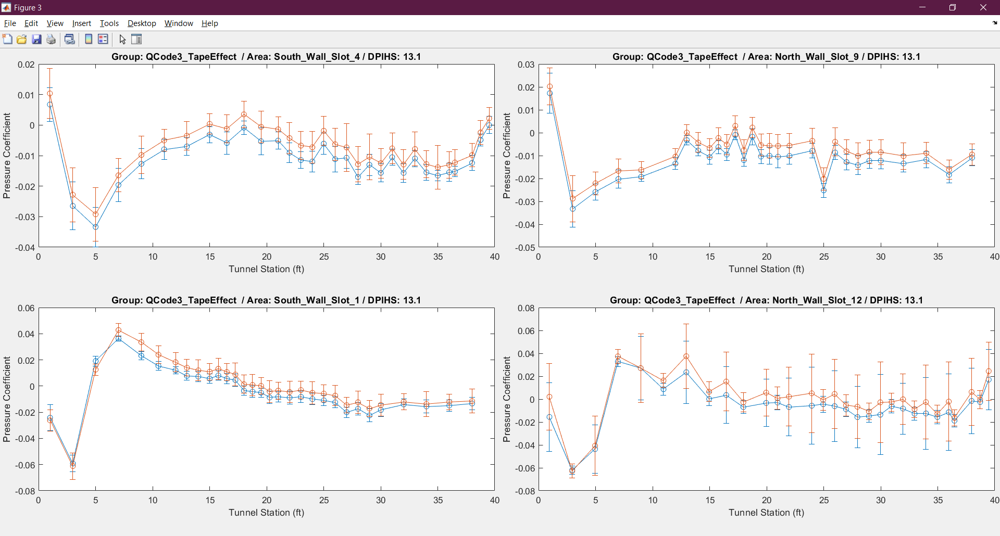 Figure 3
File Edit View Insert Tools Desktop Window Help
Group: QCode3_TapeEffect / Area: South_Wall_Slot_4 / DPIHS: 13.1
0.02
0.01
0
-0.01
-0.02
-0.03
-0.04
Pressure Coefficient
0 5 10 15 20 25 30 35 40
Tunnel Station (ft)
Group: QCode3_TapeEffect / Area: North_Wall_Slot_9 / DPIHS: 13.1
0.03
0.02
0.01
0
-0.01
-0.02
-0.03
-0.04
-0.05
Pressure Coefficient
0 5 10 15 20 25 30 35 40
Tunnel Station (ft)
Group: QCode3_TapeEffect / Area: South_Wall_Slot_1 / DPIHS: 13.1
0.06
0.04
0.02
0
-0.02
-0.04
-0.06
-0.08
Pressure Coefficient
0 5 10 15 20 25 30 35 40
Tunnel Station (ft)
Group: QCode3_TapeEffect / Area: North_Wall_Slot_12 / DPIHS: 13.1
0.08
0.06
0.04
0.02
0
-0.02
-0.04
-0.06
-0.08
Pressure Coefficient
0 5 10 15 20 25 30 35 40
Tunnel Station (ft)